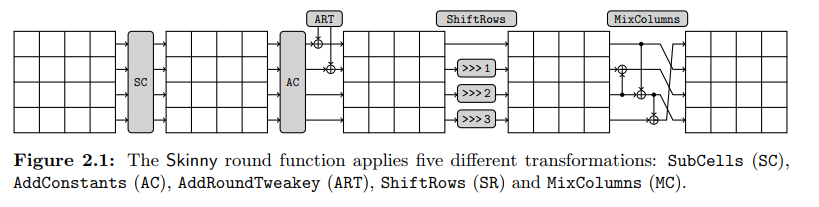 ART ShiftRows MixColumns
>>> 1
SC AC >>> 2
>>> 3
Figure 2.1: The Skinny round function applies five different transformations: SubCells (SC),
AddConstants (AC), AddRoundTweakey (ART), ShiftRows (SR) and MixColumns (MC).